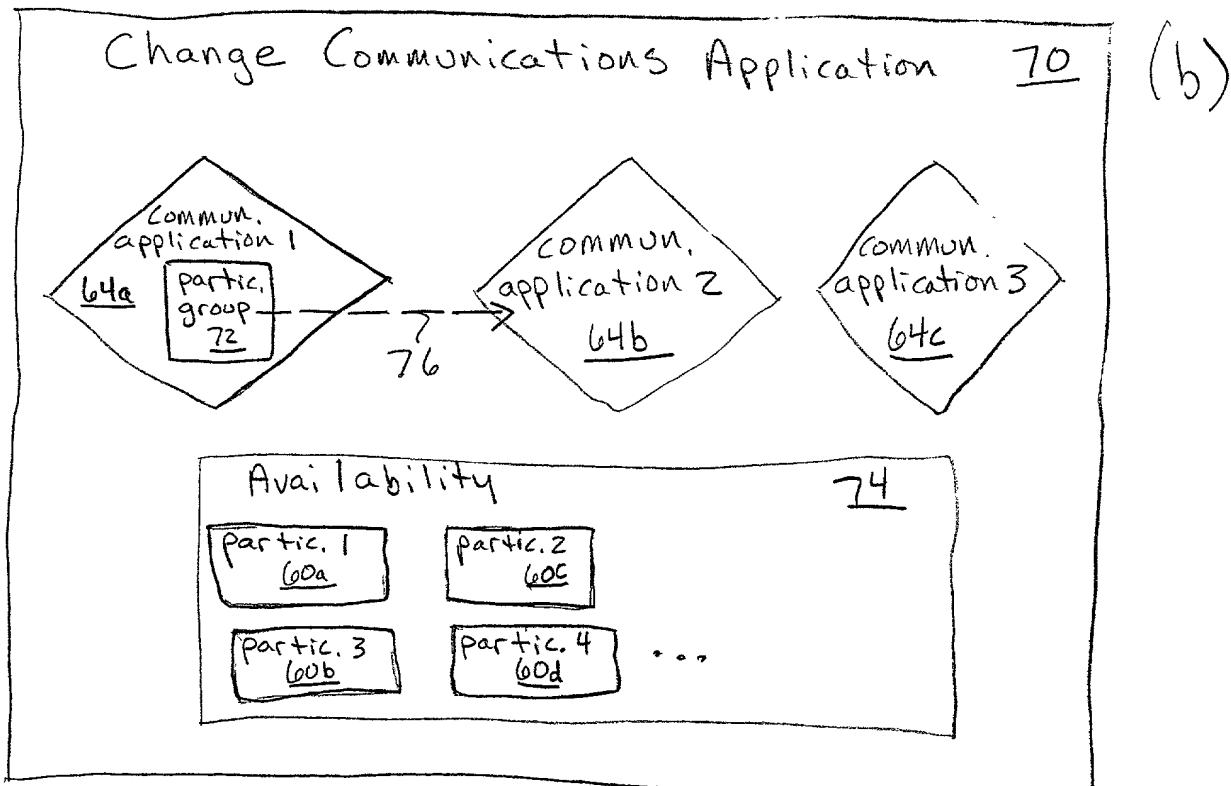 Change Communications Application 70
(b)
commun.
application 1
64a
partic.
group
72
76
commun.
application 2
64b
commun.
application 3
64c
Availability 74
partic. 1
60a
partic. 2
60c
partic. 3
60b
partic. 4
60d
...